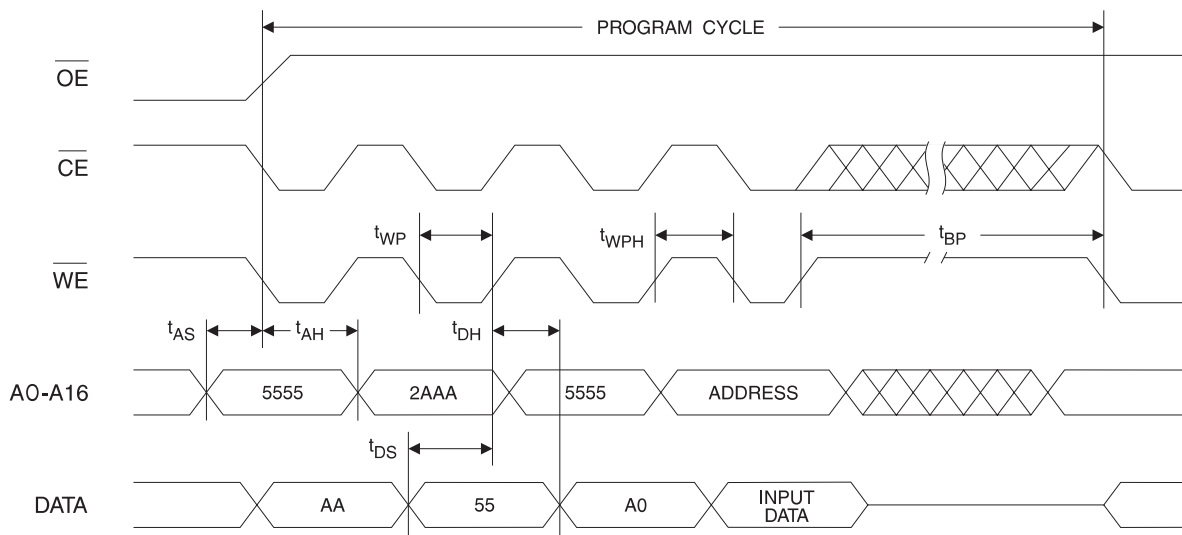 PROGRAM CYCLE
OE
CE
tWP
tWPH
tBP
WE
tAS
tAH
tDH
A0-A16
5555
2AAA
5555
ADDRESS
tDS
DATA
AA
55
A0
INPUT
DATA